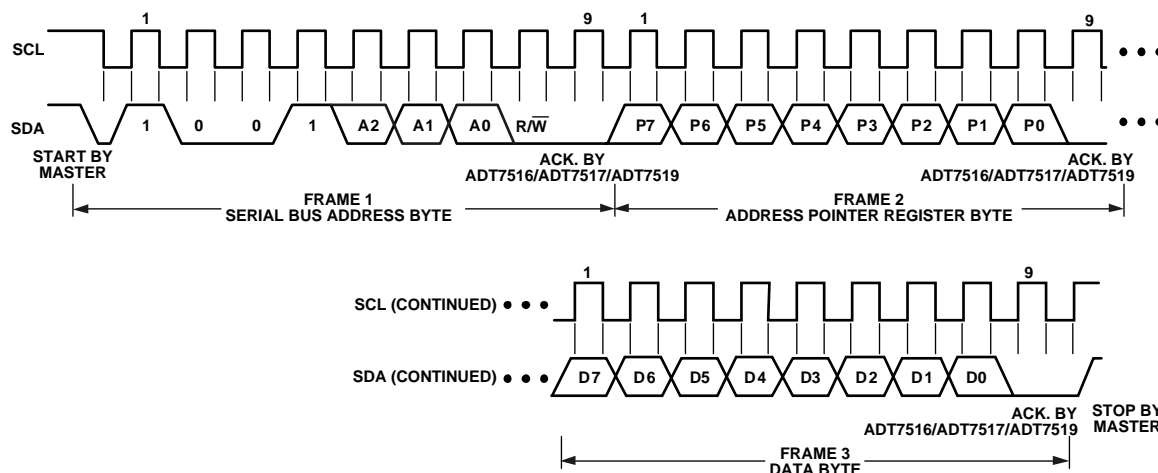 1 9 1 9
SCL
SDA 1 0 0 1 A2 A1 A0 R/W̅ P7 P6 P5 P4 P3 P2 P1 P0
START BY
MASTER
ACK. BY
ADT7516/ADT7517/ADT7519
ACK. BY
ADT7516/ADT7517/ADT7519
FRAME 1
SERIAL BUS ADDRESS BYTE
FRAME 2
ADDRESS POINTER REGISTER BYTE
1 9
SCL (CONTINUED)
SDA (CONTINUED) D7 D6 D5 D4 D3 D2 D1 D0
ACK. BY
ADT7516/ADT7517/ADT7519
STOP BY
MASTER
FRAME 3
DATA BYTE